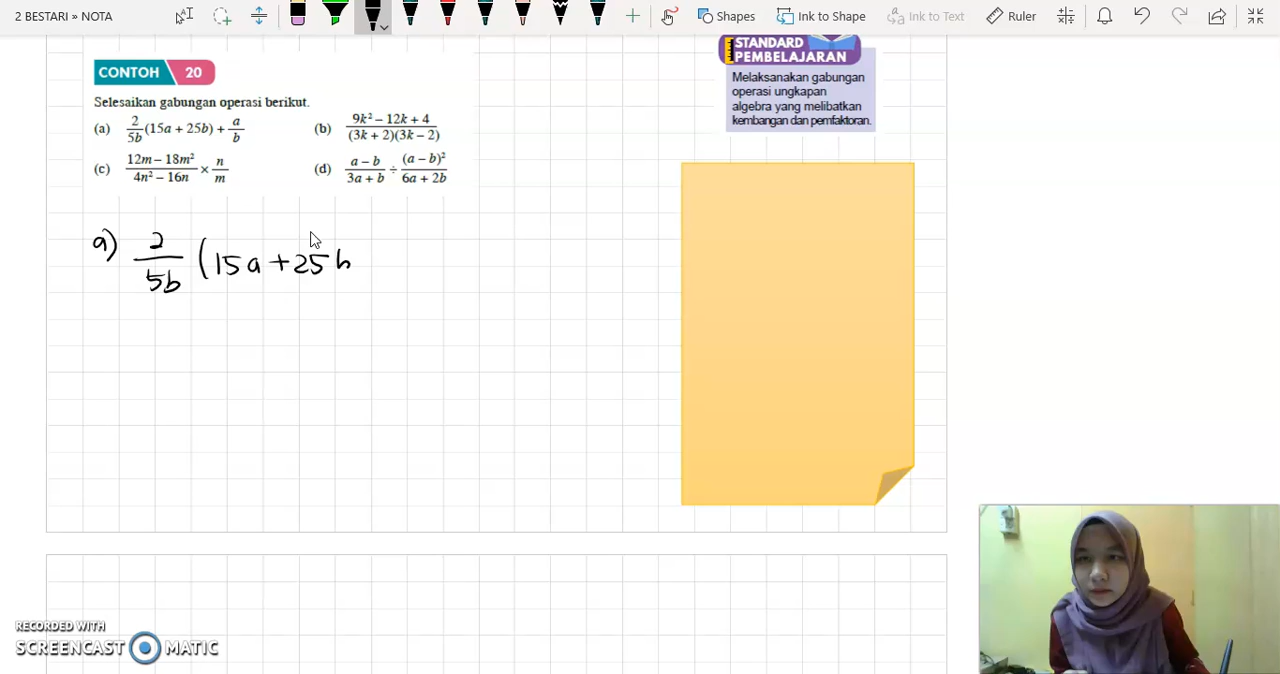 2 BESTARI » NOTA
Shapes
Ink to Shape
Ink to Text
Ruler
CONTOH 20
Selesaikan gabungan operasi berikut.
(a) 2/5b (15a + 25b) + a/b
(b) 9k² – 12k + 4 / (3k + 2)(3k – 2)
(c) 12m – 18m² / 4n² – 16n × n/m
(d) a – b / 3a + b ÷ (a – b)² / 6a + 2b
STANDARD
PEMBELAJARAN
Melaksanakan gabungan
operasi ungkapan
algebra yang melibatkan
kembangan dan pemfaktoran.
a) 2/5b (15a + 25b
RECORDED WITH
SCREENCAST MATIC